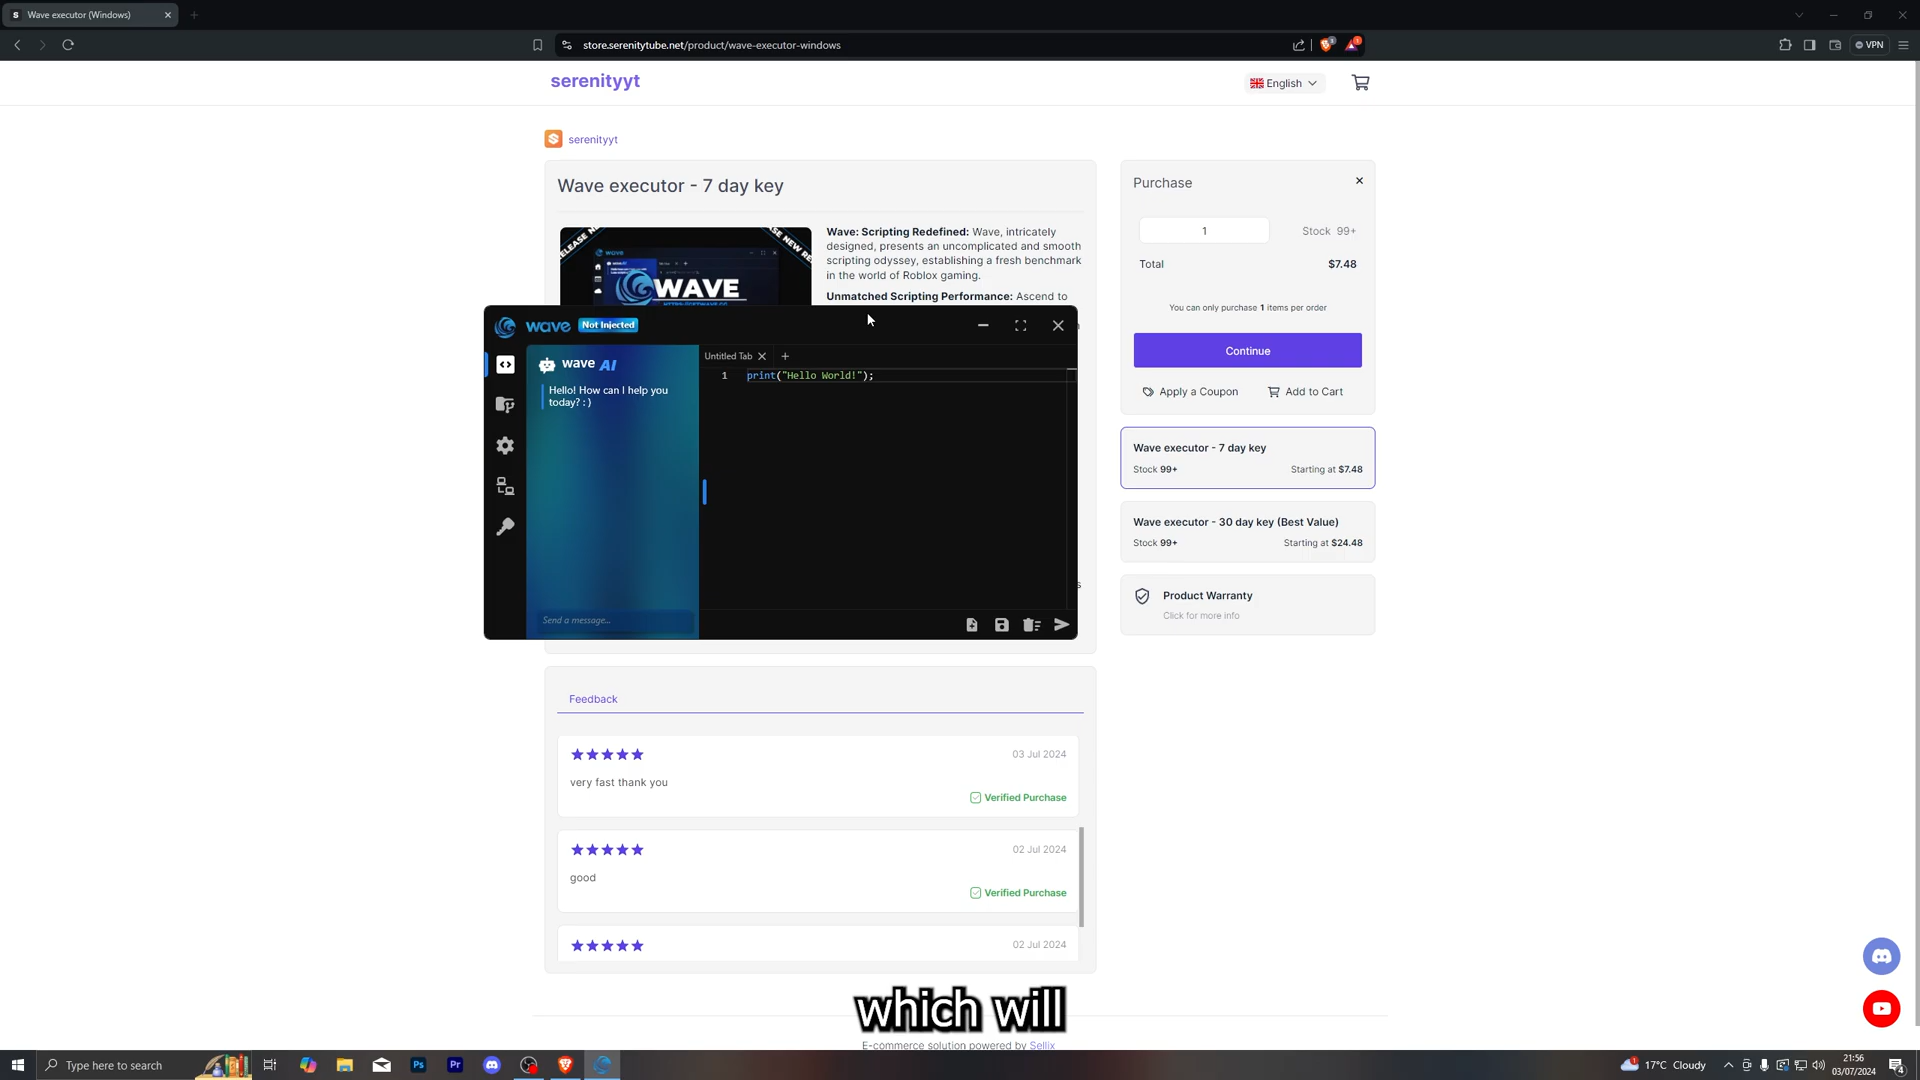 Wave executor (Windows)
store.serenitytube.net/product/wave-executor-windows
VPN
serenityyt
English
serenityyt
Wave executor - 7 day key
WAVE
Wave: Scripting Redefined: Wave, intricately
designed, presents an uncomplicated and smooth
scripting odyssey, establishing a fresh benchmark
in the world of Roblox gaming.
Unmatched Scripting Performance: Ascend to
Purchase
1
Stock 99+
Total
$7.48
You can only purchase 1 items per order
Continue
Apply a Coupon
Add to Cart
Wave executor - 7 day key
Stock 99+
Starting at $7.48
Wave executor - 30 day key (Best Value)
Stock 99+
Starting at $24.48
Product Warranty
Click for more info
wave
Not Injected
wave AI
Hello! How can I help you
today? :)
Send a message...
Untitled Tab
1
print("Hello World!");
Feedback
03 Jul 2024
very fast thank you
Verified Purchase
02 Jul 2024
good
Verified Purchase
02 Jul 2024
which will
E-commerce solution powered by Sellix
Type here to search
Ps
Pr
17°C Cloudy
21:56
03/07/2024